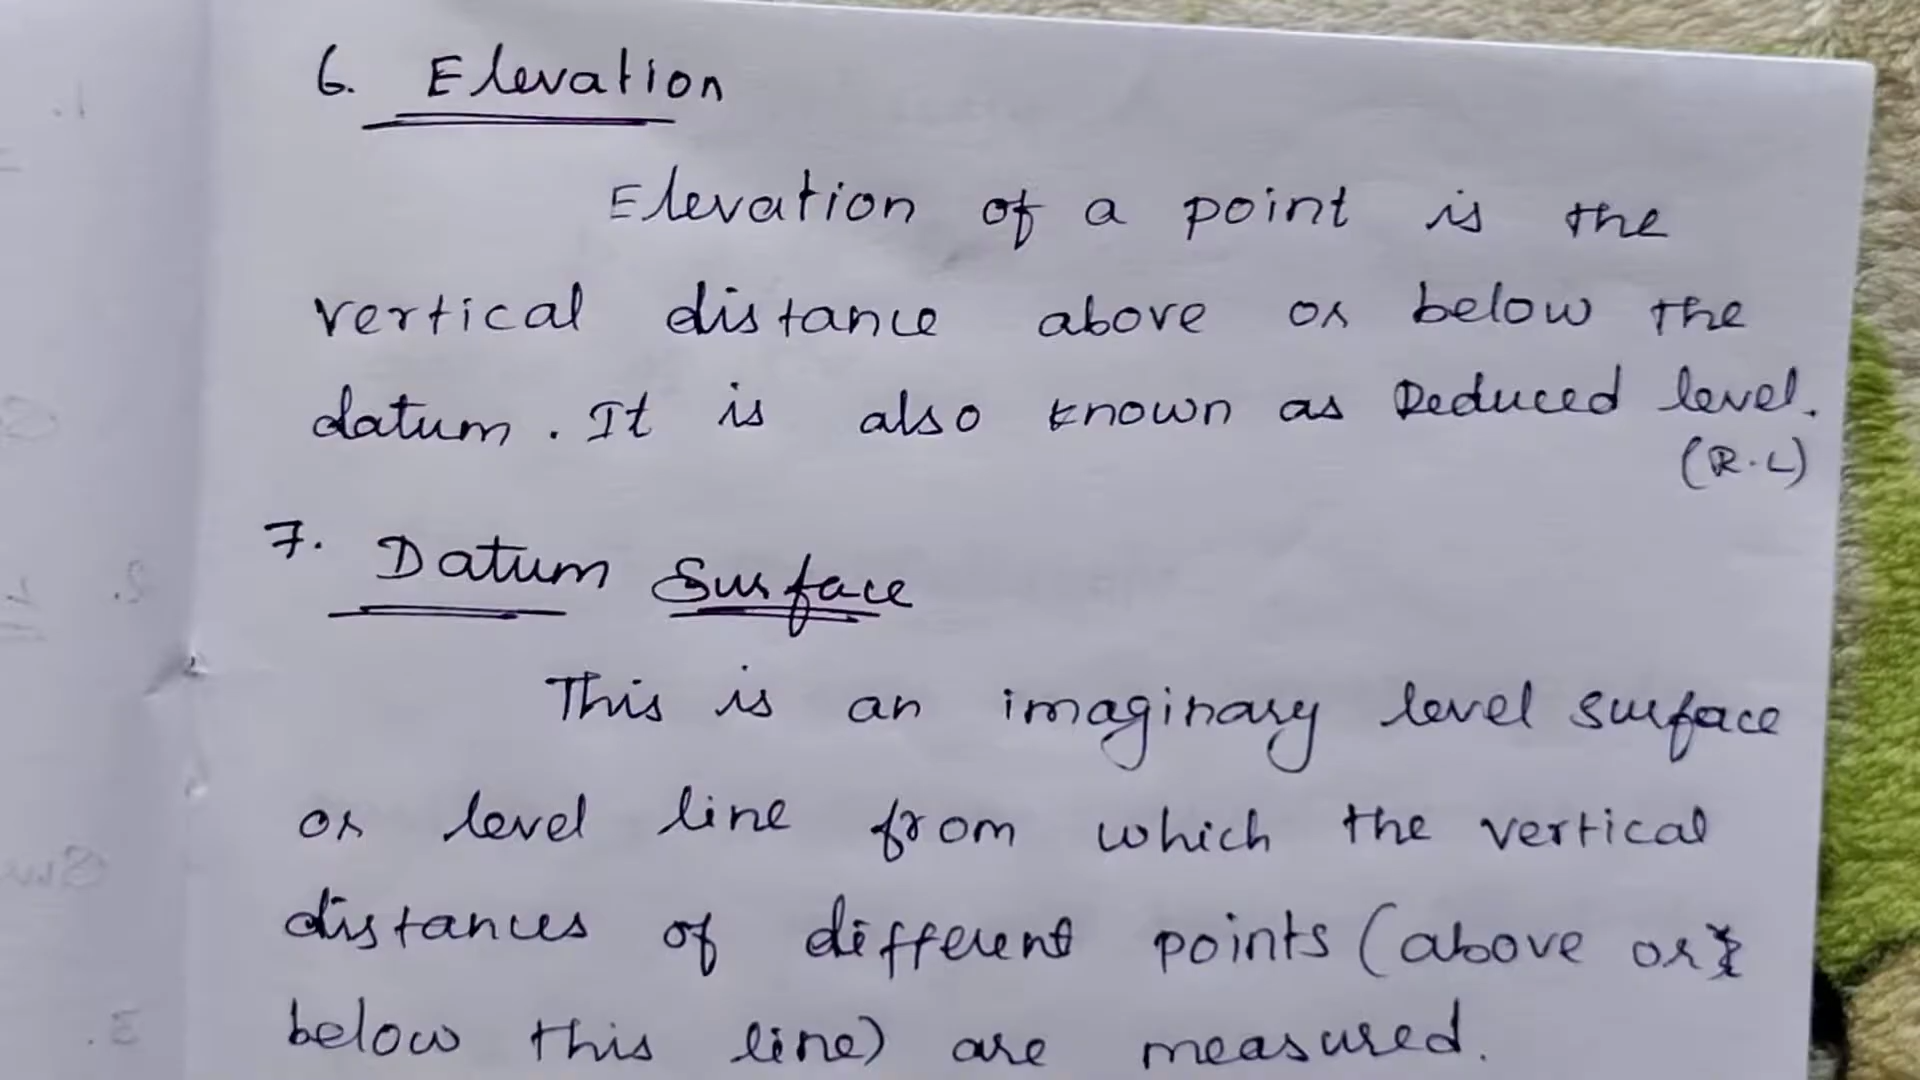 6. Elevation
Elevation of a point is the
vertical distance above or below the
datum. It is also known as Reduced level.
(R.L)
7. Datum Surface
This is an imaginary level surface
or level line from which the vertical
distances of different points (above or
below this line) are measured.